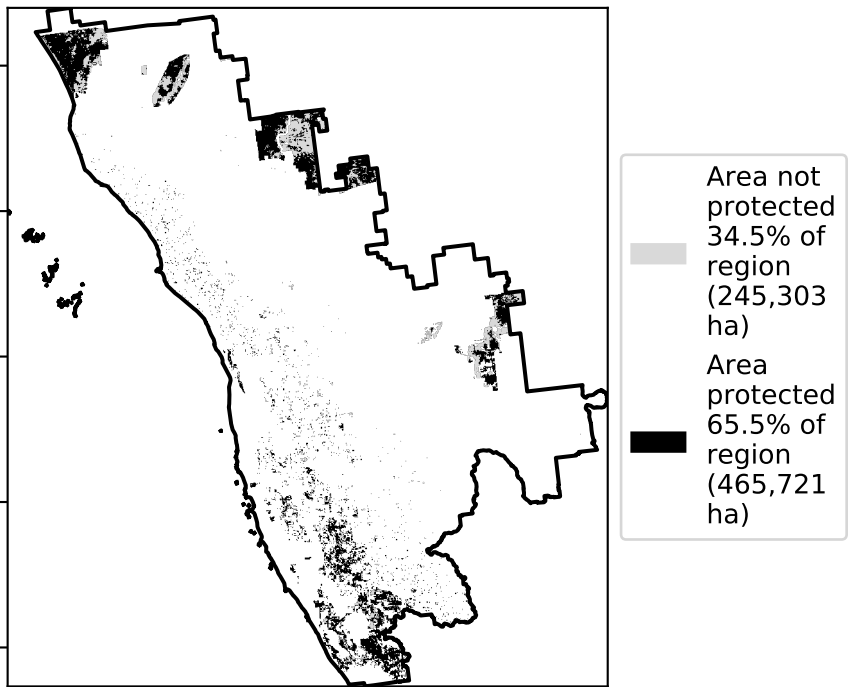 Area not
protected
34.5% of
region
(245,303
ha)
Area
protected
65.5% of
region
(465,721
ha)